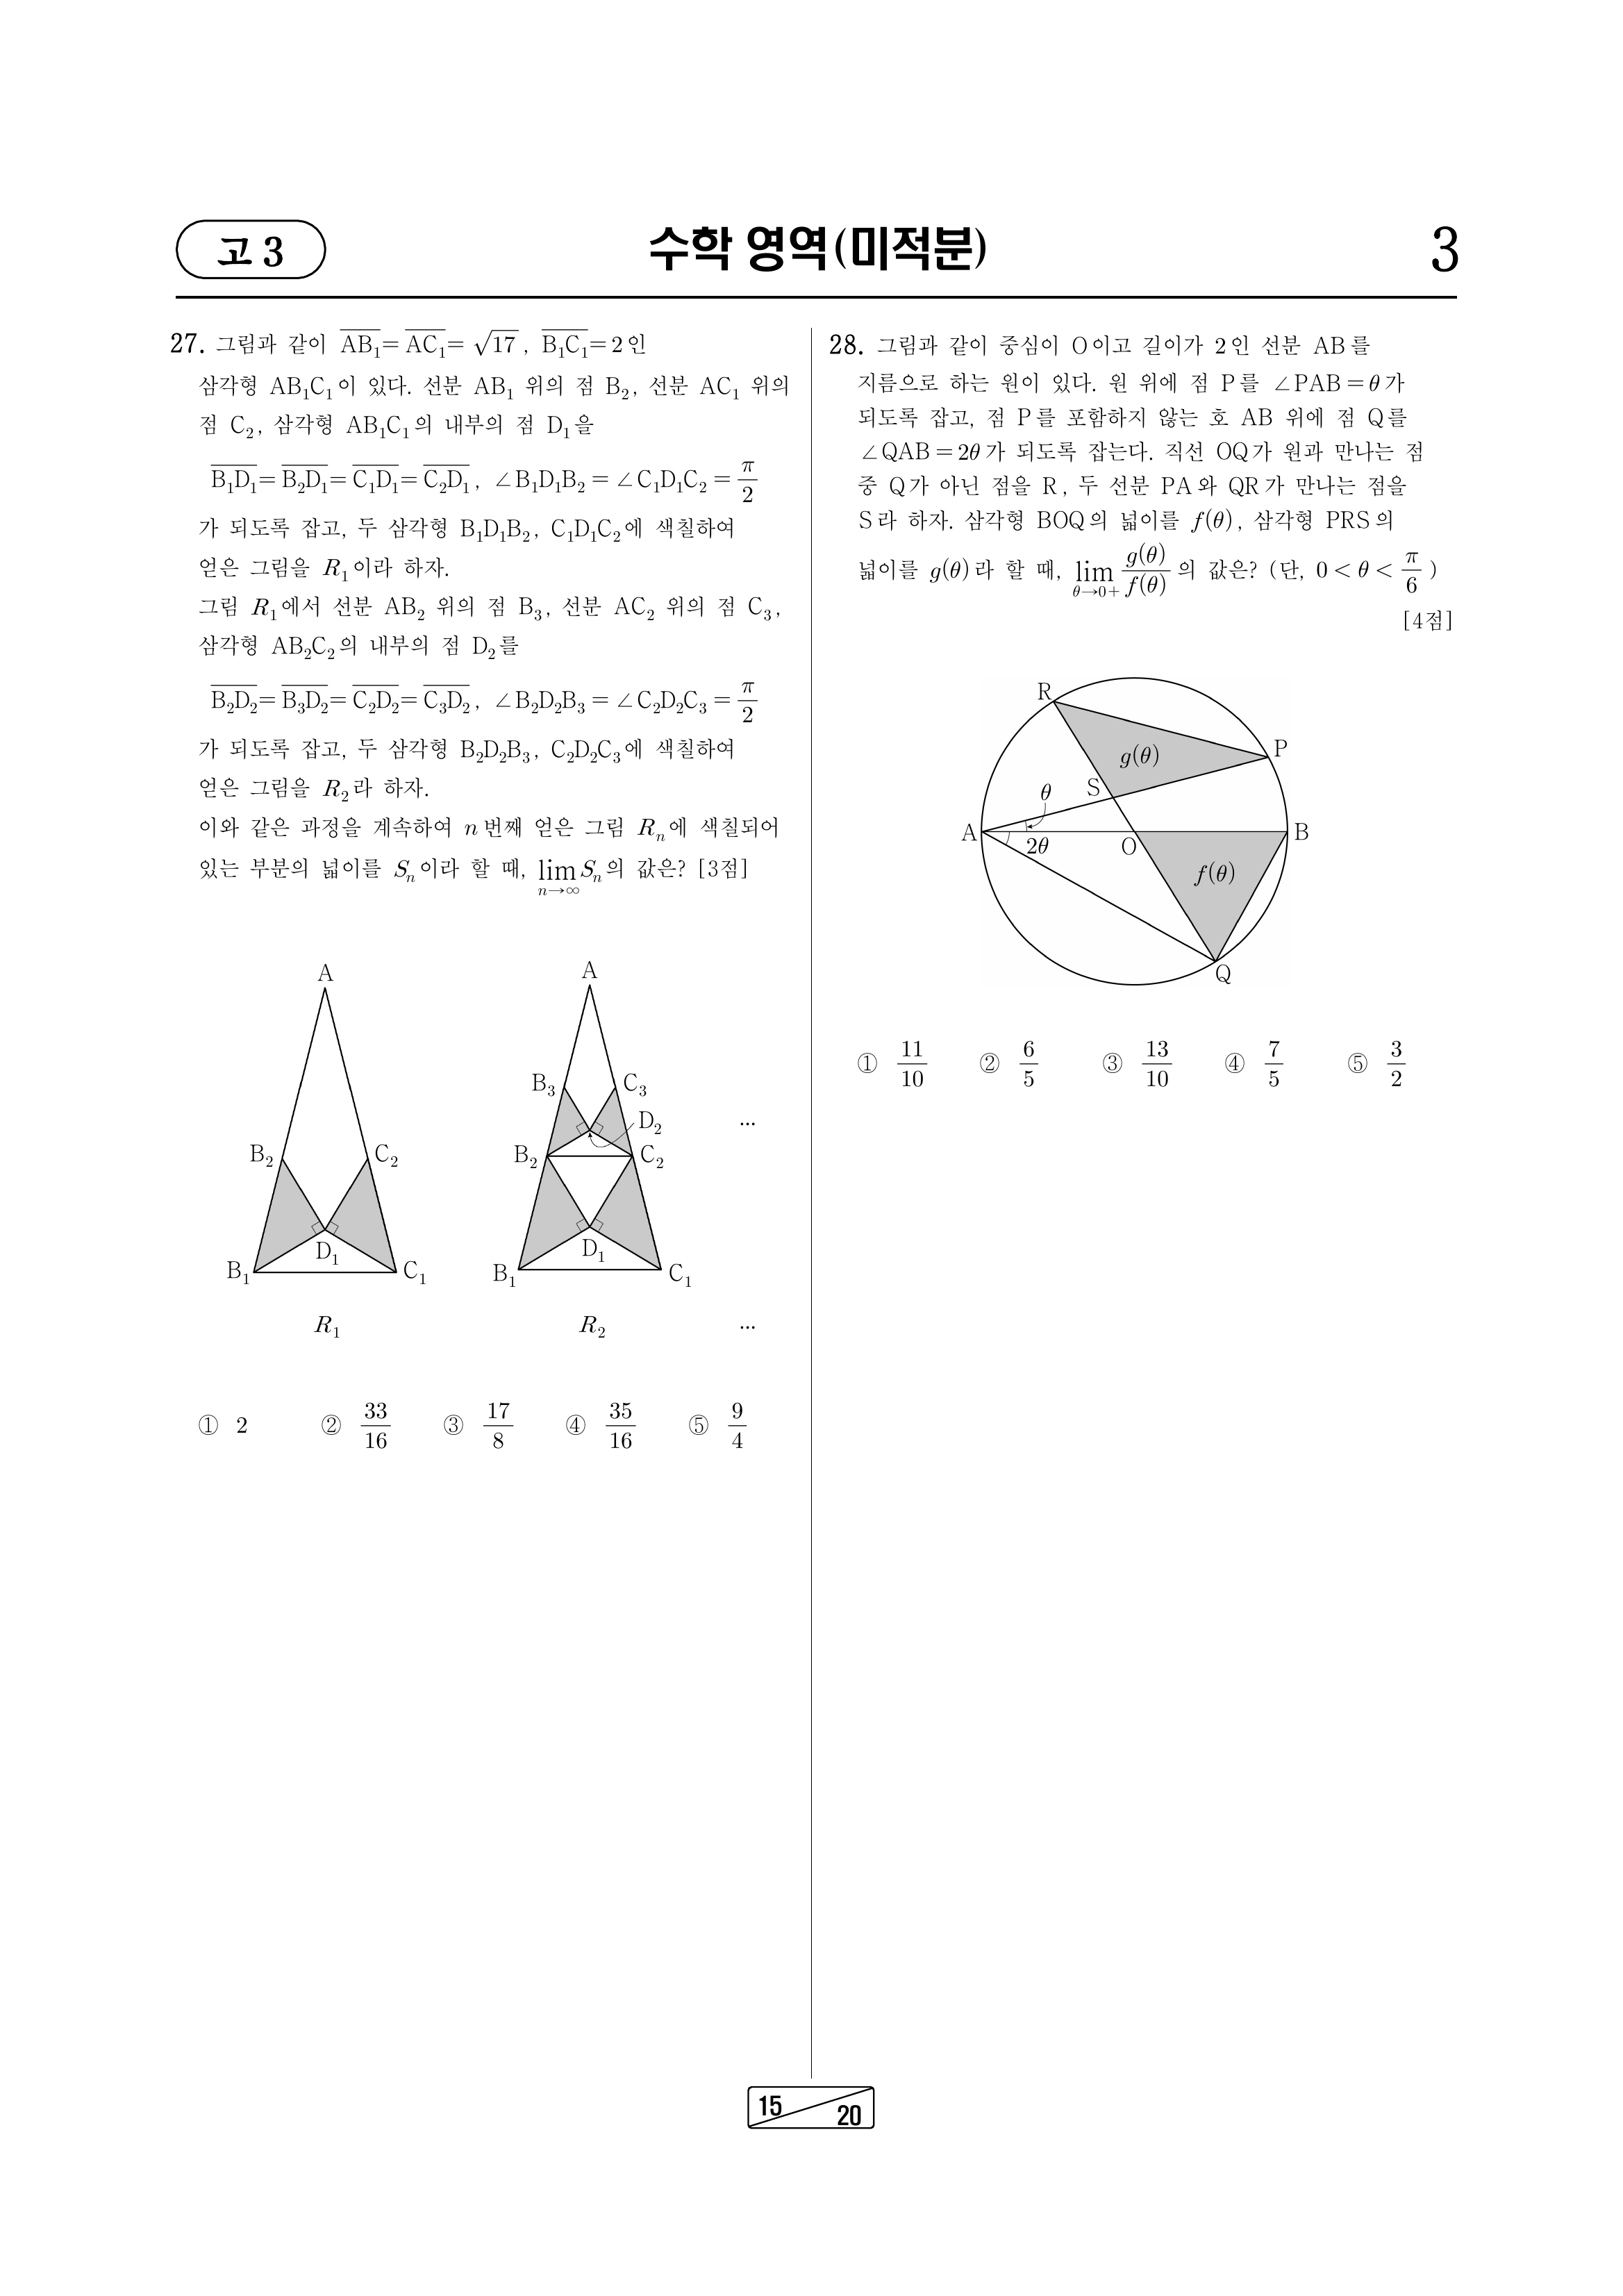 고 3
수학 영역(미적분)
3
27. 그림과 같이 $\overline{AB_1}=\overline{AC_1}=\sqrt{17}$, $\overline{B_1C_1}=2$인
삼각형 $AB_1C_1$이 있다. 선분 $AB_1$ 위의 점 $B_2$, 선분 $AC_1$ 위의
점 $C_2$, 삼각형 $AB_1C_1$의 내부의 점 $D_1$을
$\overline{B_1D_1}=\overline{B_2D_1}=\overline{C_1D_1}=\overline{C_2D_1}$, $\angle B_1D_1B_2=\angle C_1D_1C_2=\frac{\pi}{2}$
가 되도록 잡고, 두 삼각형 $B_1D_1B_2$, $C_1D_1C_2$에 색칠하여
얻은 그림을 $R_1$이라 하자.
그림 $R_1$에서 선분 $AB_2$ 위의 점 $B_3$, 선분 $AC_2$ 위의 점 $C_3$,
삼각형 $AB_2C_2$의 내부의 점 $D_2$를
$\overline{B_2D_2}=\overline{B_3D_2}=\overline{C_2D_2}=\overline{C_3D_2}$, $\angle B_2D_2B_3=\angle C_2D_2C_3=\frac{\pi}{2}$
가 되도록 잡고, 두 삼각형 $B_2D_2B_3$, $C_2D_2C_3$에 색칠하여
얻은 그림을 $R_2$라 하자.
이와 같은 과정을 계속하여 $n$번째 얻은 그림 $R_n$에 색칠되어
있는 부분의 넓이를 $S_n$이라 할 때, $\lim_{n\to\infty} S_n$의 값은? [3점]
A
B₂ C₂
D₁
B₁ C₁
R₁
A
B₃ C₃
D₂
B₂ C₂
D₁
B₁ C₁
R₂
...
...
① 2 ② $\frac{33}{16}$ ③ $\frac{17}{8}$ ④ $\frac{35}{16}$ ⑤ $\frac{9}{4}$
28. 그림과 같이 중심이 O이고 길이가 2인 선분 AB를
지름으로 하는 원이 있다. 원 위에 점 P를 $\angle PAB=\theta$가
되도록 잡고, 점 P를 포함하지 않는 호 AB 위에 점 Q를
$\angle QAB=2\theta$가 되도록 잡는다. 직선 OQ가 원과 만나는 점
중 Q가 아닌 점을 R, 두 선분 PA와 QR가 만나는 점을
S라 하자. 삼각형 BOQ의 넓이를 $f(\theta)$, 삼각형 PRS의
넓이를 $g(\theta)$라 할 때, $\lim_{\theta\to0+}\frac{g(\theta)}{f(\theta)}$의 값은? (단, $0<\theta<\frac{\pi}{6}$)
[4점]
R
P
g(θ)
S
θ
A
2θ
O
B
f(θ)
Q
① $\frac{11}{10}$ ② $\frac{6}{5}$ ③ $\frac{13}{10}$ ④ $\frac{7}{5}$ ⑤ $\frac{3}{2}$
15
20